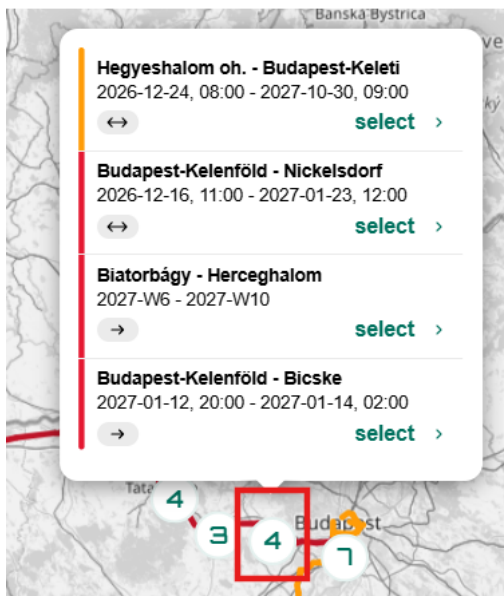 Banská Bystrica
Hegyeshalom oh. - Budapest-Keleti
2026-12-24, 08:00 - 2027-10-30, 09:00
↔
select >
Budapest-Kelenföld - Nickelsdorf
2026-12-16, 11:00 - 2027-01-23, 12:00
↔
select >
Biatorbágy - Herceghalom
2027-W6 - 2027-W10
→
select >
Budapest-Kelenföld - Bicske
2027-01-12, 20:00 - 2027-01-14, 02:00
→
select >
Tata
4
3
4
Budapest
7